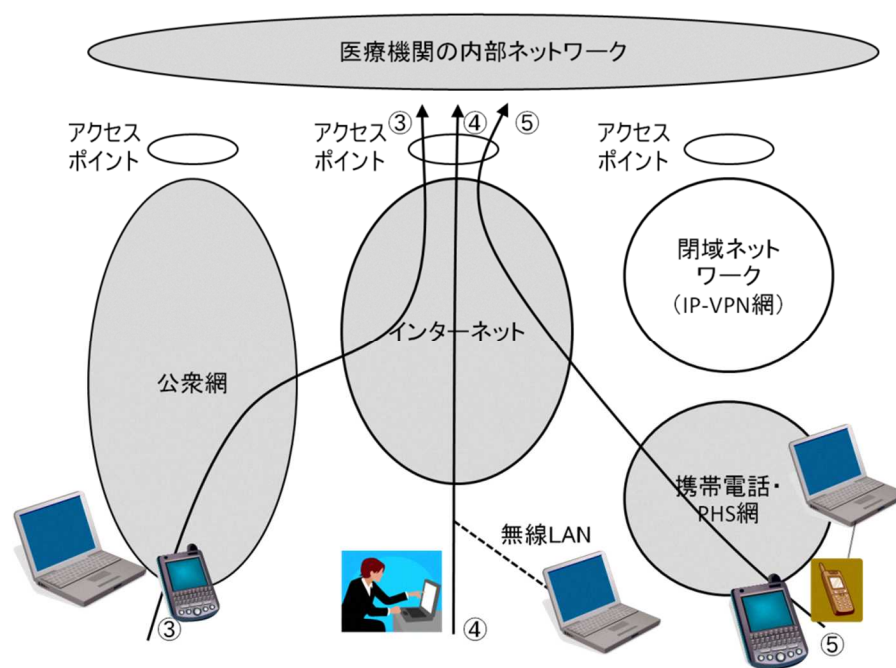 医療機関の内部ネットワーク
③
④
⑤
アクセス
ポイント
アクセス
ポイント
アクセス
ポイント
閉域ネット
ワーク
（IP-VPN網）
インターネット
公衆網
携帯電話・
PHS網
無線LAN
③
④
⑤